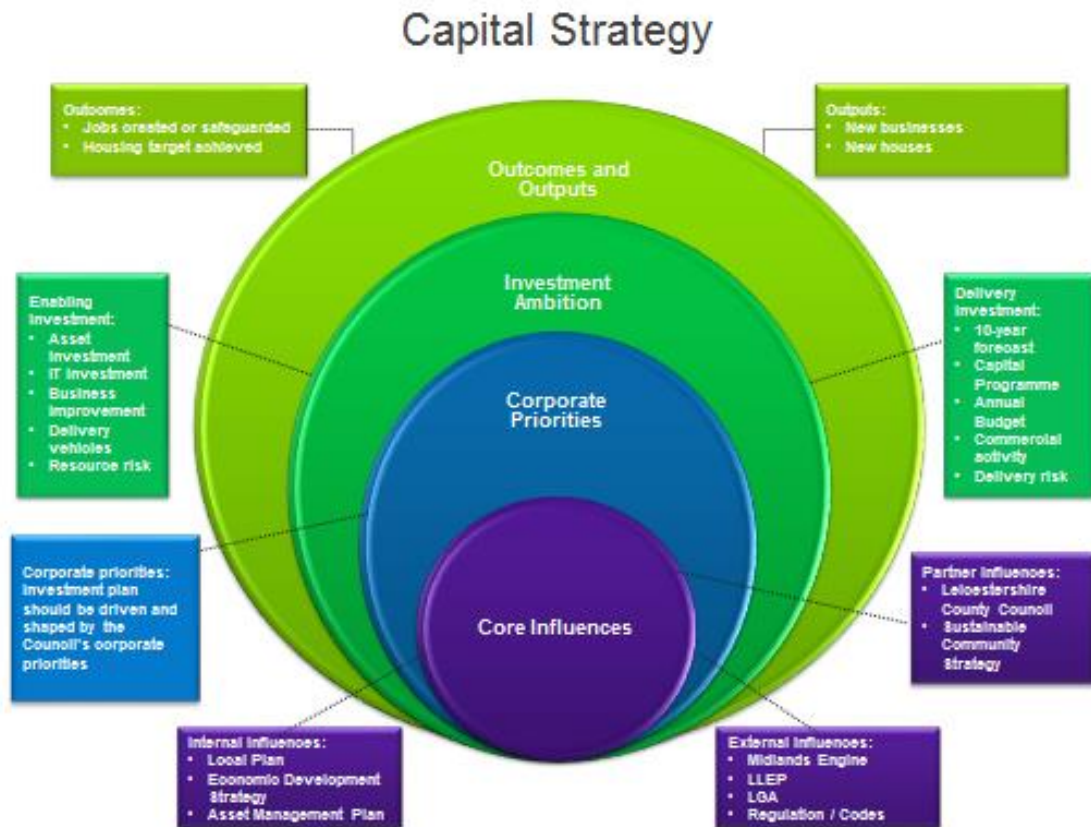 Capital Strategy
Outcomes:
• Jobs created or safeguarded
• Housing target achieved
Outputs:
• New businesses
• New houses
Outcomes and
Outputs
Investment
Ambition
Corporate
Priorities
Core Influences
Enabling
Investment:
• Asset
Investment
• IT Investment
• Business
Improvement
• Delivery
vehicles
• Resource risk
Delivery
Investment:
• 10-year
forecast
• Capital
Programme
• Annual
Budget
• Commercial
activity
• Delivery risk
Corporate priorities:
Investment plan
should be driven and
shaped by the
Council's corporate
priorities
Partner Influences:
• Leicestershire
County Council
• Sustainable
Community
Strategy
Internal Influences:
• Local Plan
• Economic Development
Strategy
• Asset Management Plan
External Influences:
• Midlands Engine
• LLEP
• LGA
• Regulation / Codes